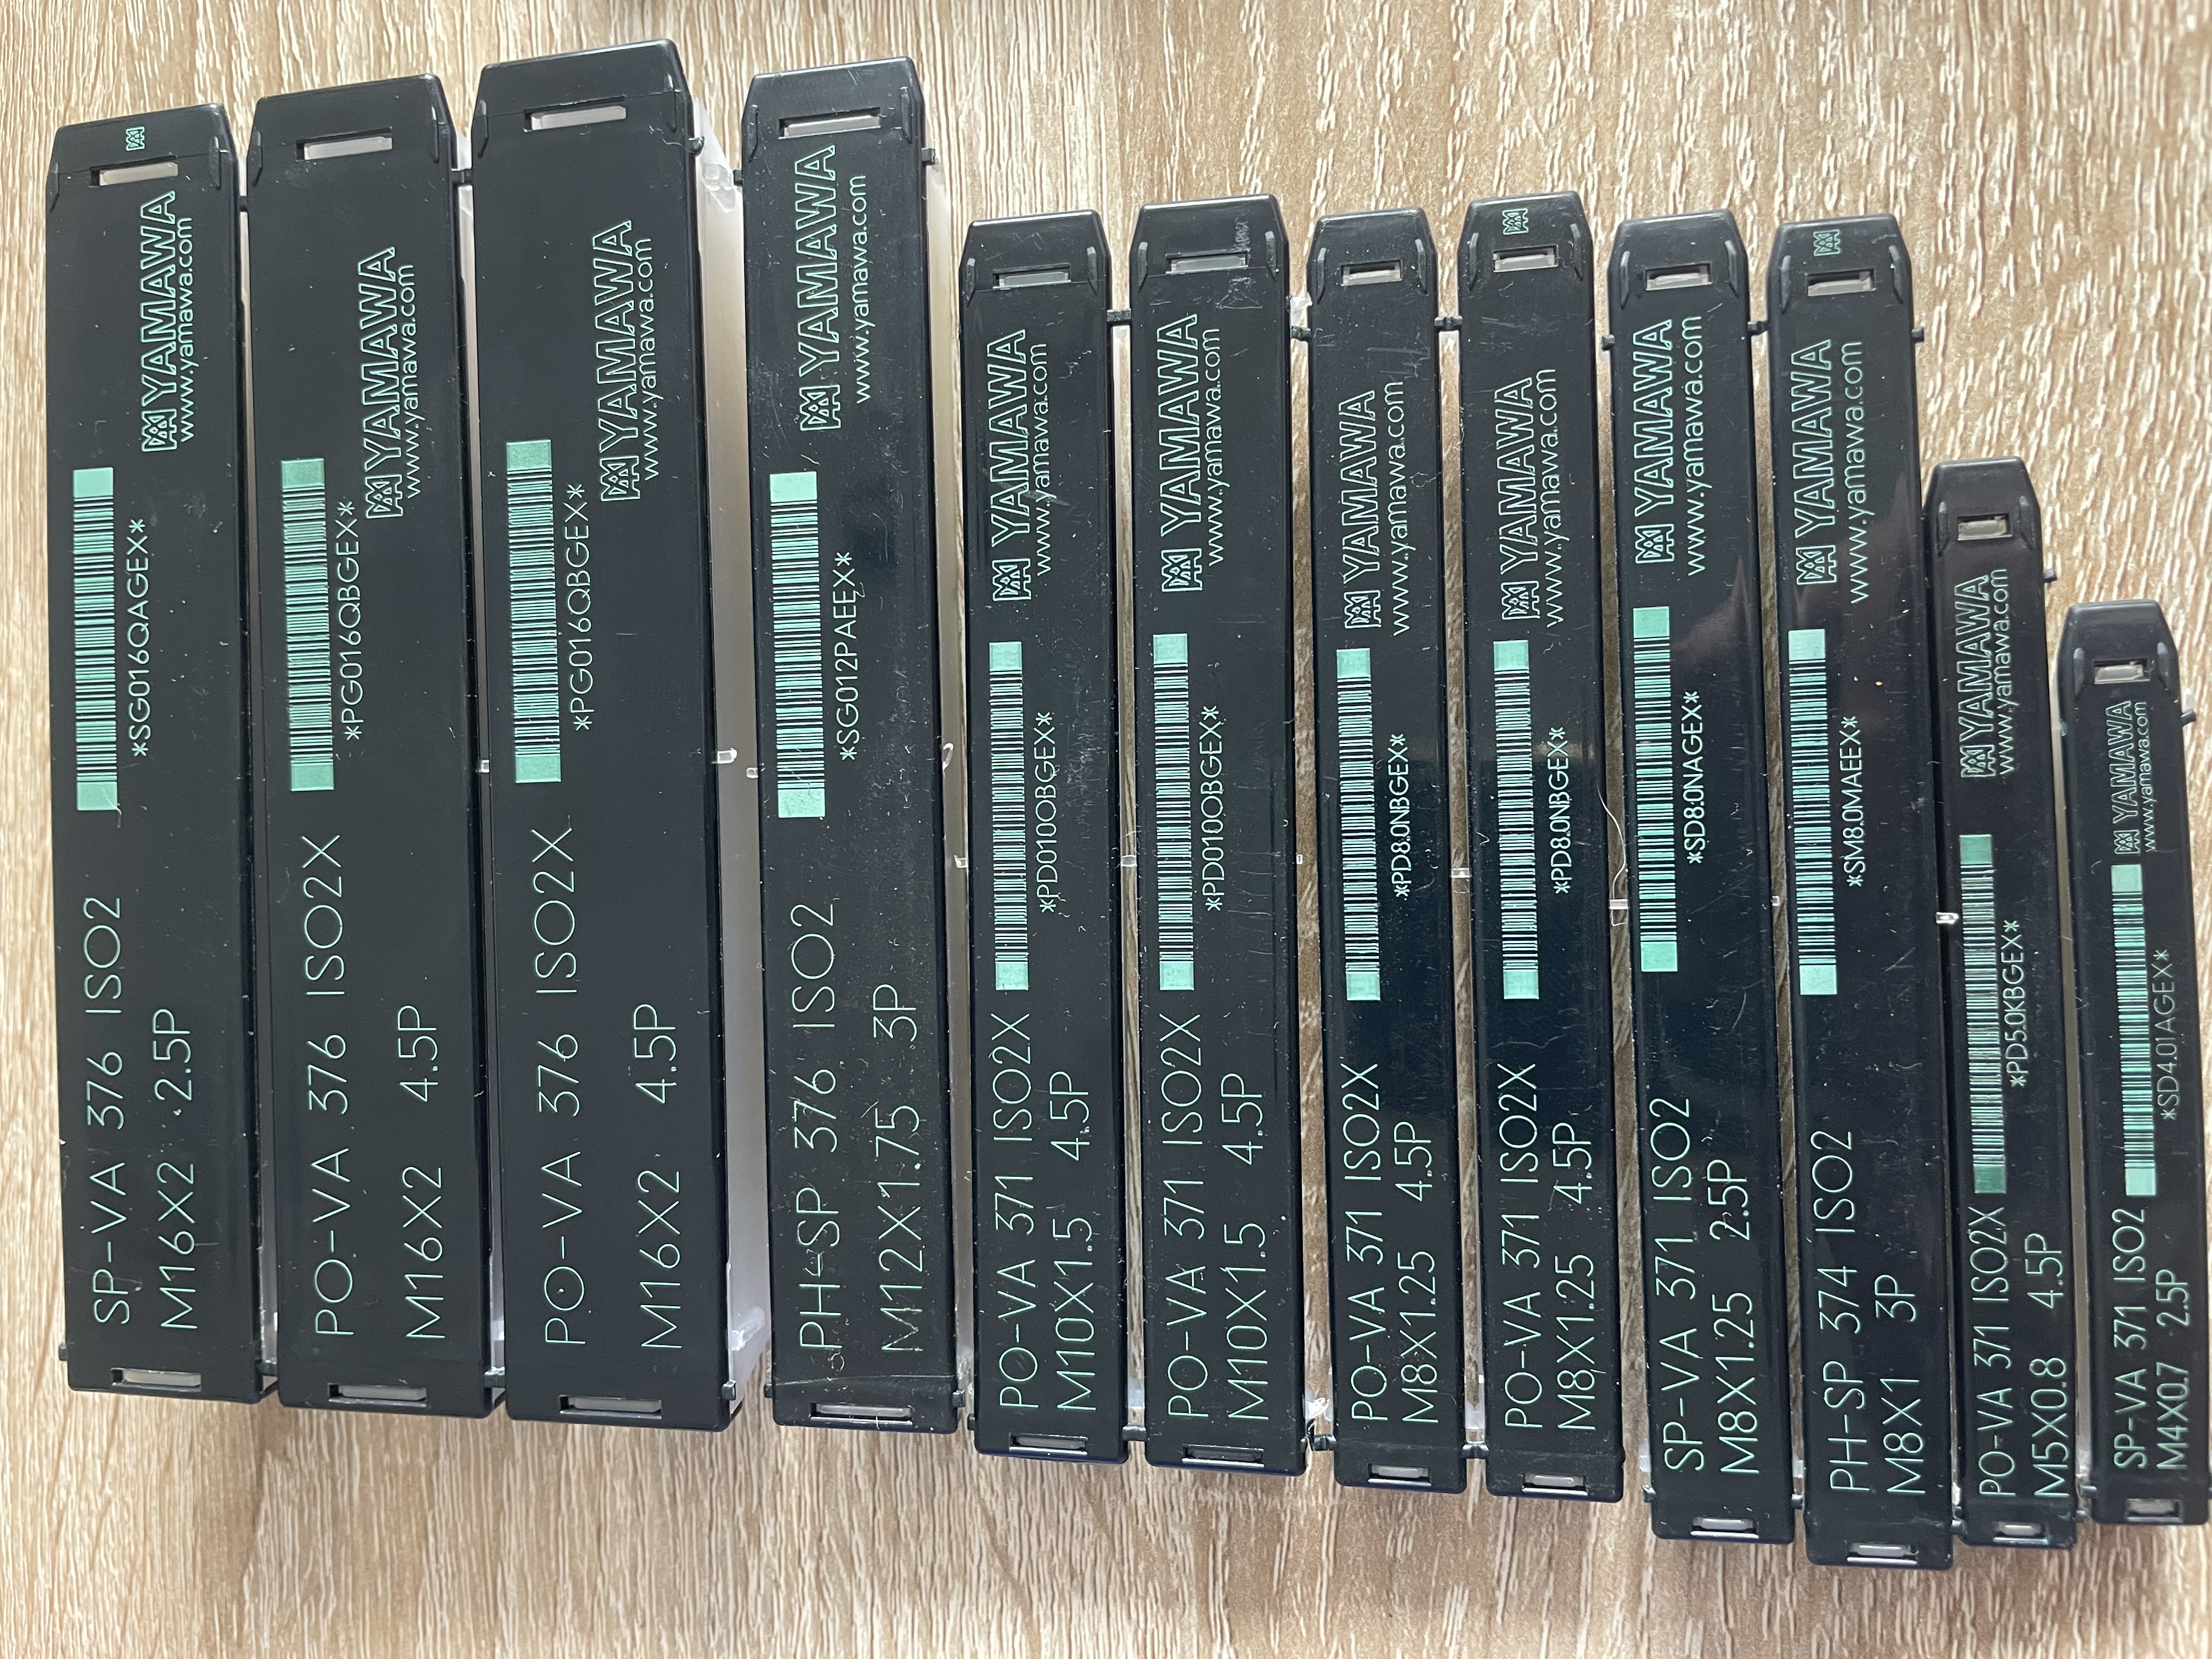 YAMAWA
www.yamawa.com
*SG016QAGEX*
SP-VA 376 ISO2
M16X2 2.5P
YAMAWA
www.yamawa.com
*PG016QBGEX*
PO-VA 376 ISO2X
M16X2 4.5P
YAMAWA
www.yamawa.com
*PG016QBGEX*
PO-VA 376 ISO2X
M16X2 4.5P
YAMAWA
www.yamawa.com
*SG012PAEEX*
PH-SP 376 ISO2
M12X1.75 3P
YAMAWA
www.yamawa.com
*PD010OBGEX*
PO-VA 371 ISO2X
M10X1.5 4.5P
YAMAWA
www.yamawa.com
*PD010OBGEX*
PO-VA 371 ISO2X
M10X1.5 4.5P
YAMAWA
www.yamawa.com
*PD8.0NBGEX*
PO-VA 371 ISO2X
M8X1.25 4.5P
YAMAWA
www.yamawa.com
*PD8.0NBGEX*
PO-VA 371 ISO2X
M8X1.25 4.5P
YAMAWA
www.yamawa.com
*SD8.0NAGEX*
SP-VA 371 ISO2
M8X1.25 2.5P
YAMAWA
www.yamawa.com
*SM8.0MAEEX*
PH-SP 374 ISO2
M8X1 3P
YAMAWA
www.yamawa.com
*PD5.0KBGEX*
PO-VA 371 ISO2X
M5X0.8 4.5P
YAMAWA
www.yamawa.com
*SD4.0IAGEX*
SP-VA 371 ISO2
M4X0.7 2.5P